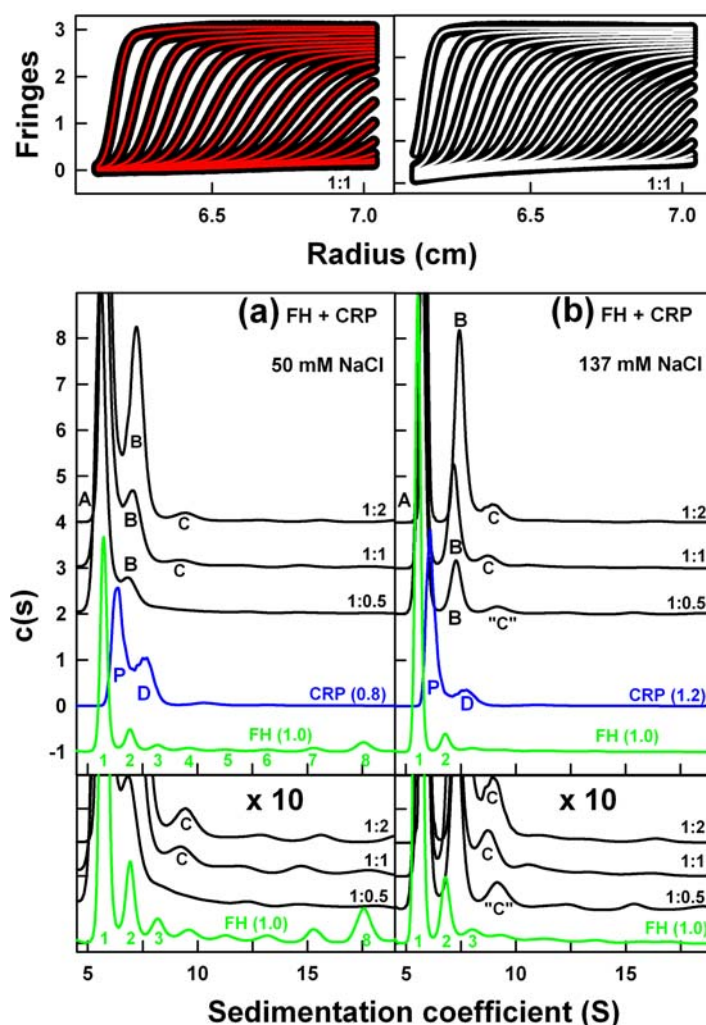 3
2
1
0
Fringes
1:1
1:1
6.5 7.0 6.5 7.0
Radius (cm)
(a) FH + CRP
50 mM NaCl
8
7
6
5
4
3
2
1
0
-1
c(s)
A
B
C
1:2
B
C
1:1
B
1:0.5
P
D
CRP (0.8)
FH (1.0)
1 2 3 4 5 6 7 8
(b) FH + CRP
137 mM NaCl
B
A
C
1:2
B
C
1:1
B
"C"
1:0.5
P
D
CRP (1.2)
FH (1.0)
1 2
x 10
C
1:2
C
1:1
1:0.5
FH (1.0)
1 2 3 8
x 10
C
1:2
C
1:1
"C"
1:0.5
FH (1.0)
1 2 3
5 10 15 5 10 15
Sedimentation coefficient (S)